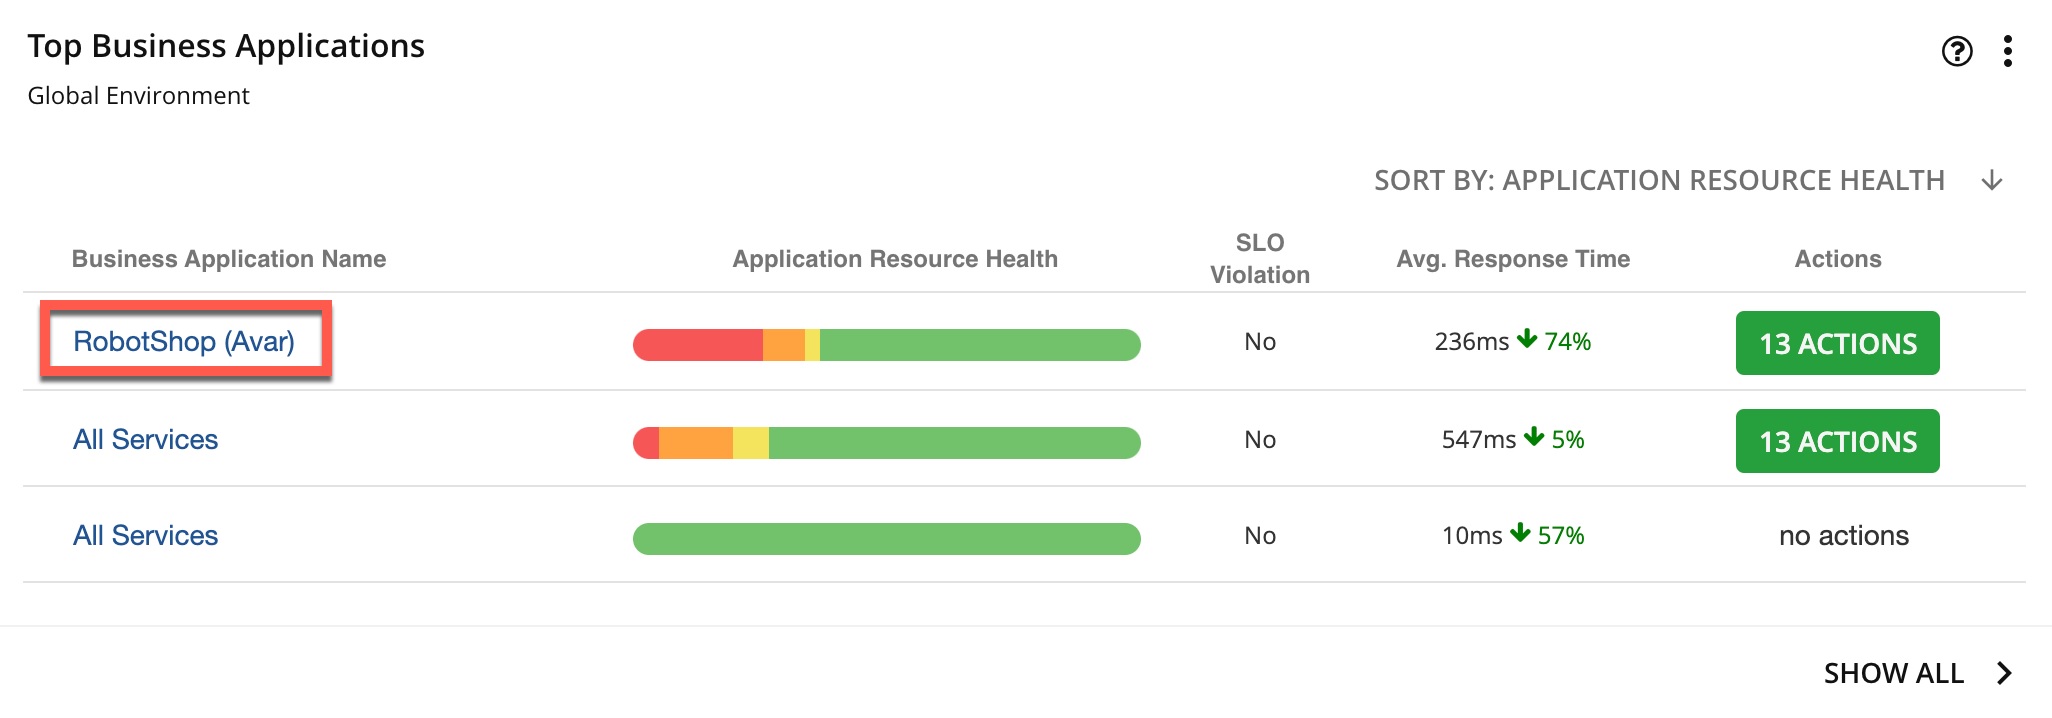 Top Business Applications
Global Environment
SORT BY: APPLICATION RESOURCE HEALTH
Business Application Name Application Resource Health SLO Violation Avg. Response Time Actions
RobotShop (Avar) No 236ms 74% 13 ACTIONS
All Services No 547ms 5% 13 ACTIONS
All Services No 10ms 57% no actions
SHOW ALL